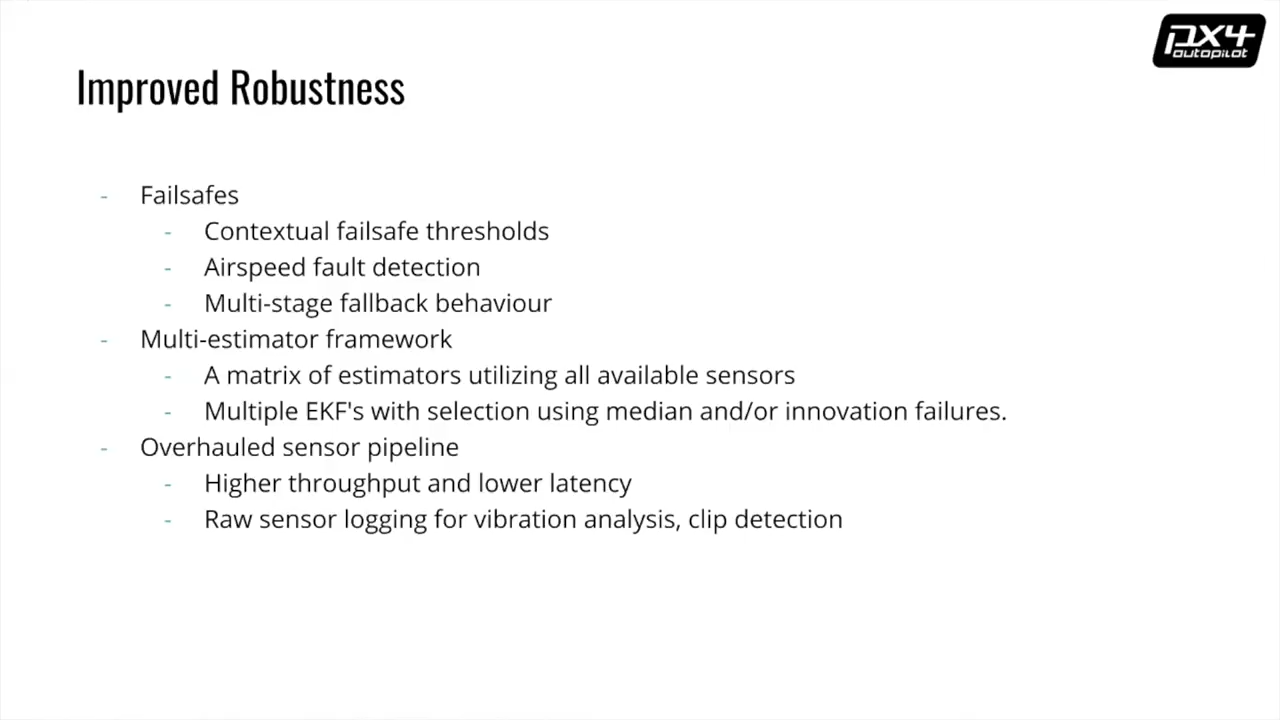 PX4
autopilot
Improved Robustness
- Failsafes
- Contextual failsafe thresholds
- Airspeed fault detection
- Multi-stage fallback behaviour
- Multi-estimator framework
- A matrix of estimators utilizing all available sensors
- Multiple EKF's with selection using median and/or innovation failures.
- Overhauled sensor pipeline
- Higher throughput and lower latency
- Raw sensor logging for vibration analysis, clip detection